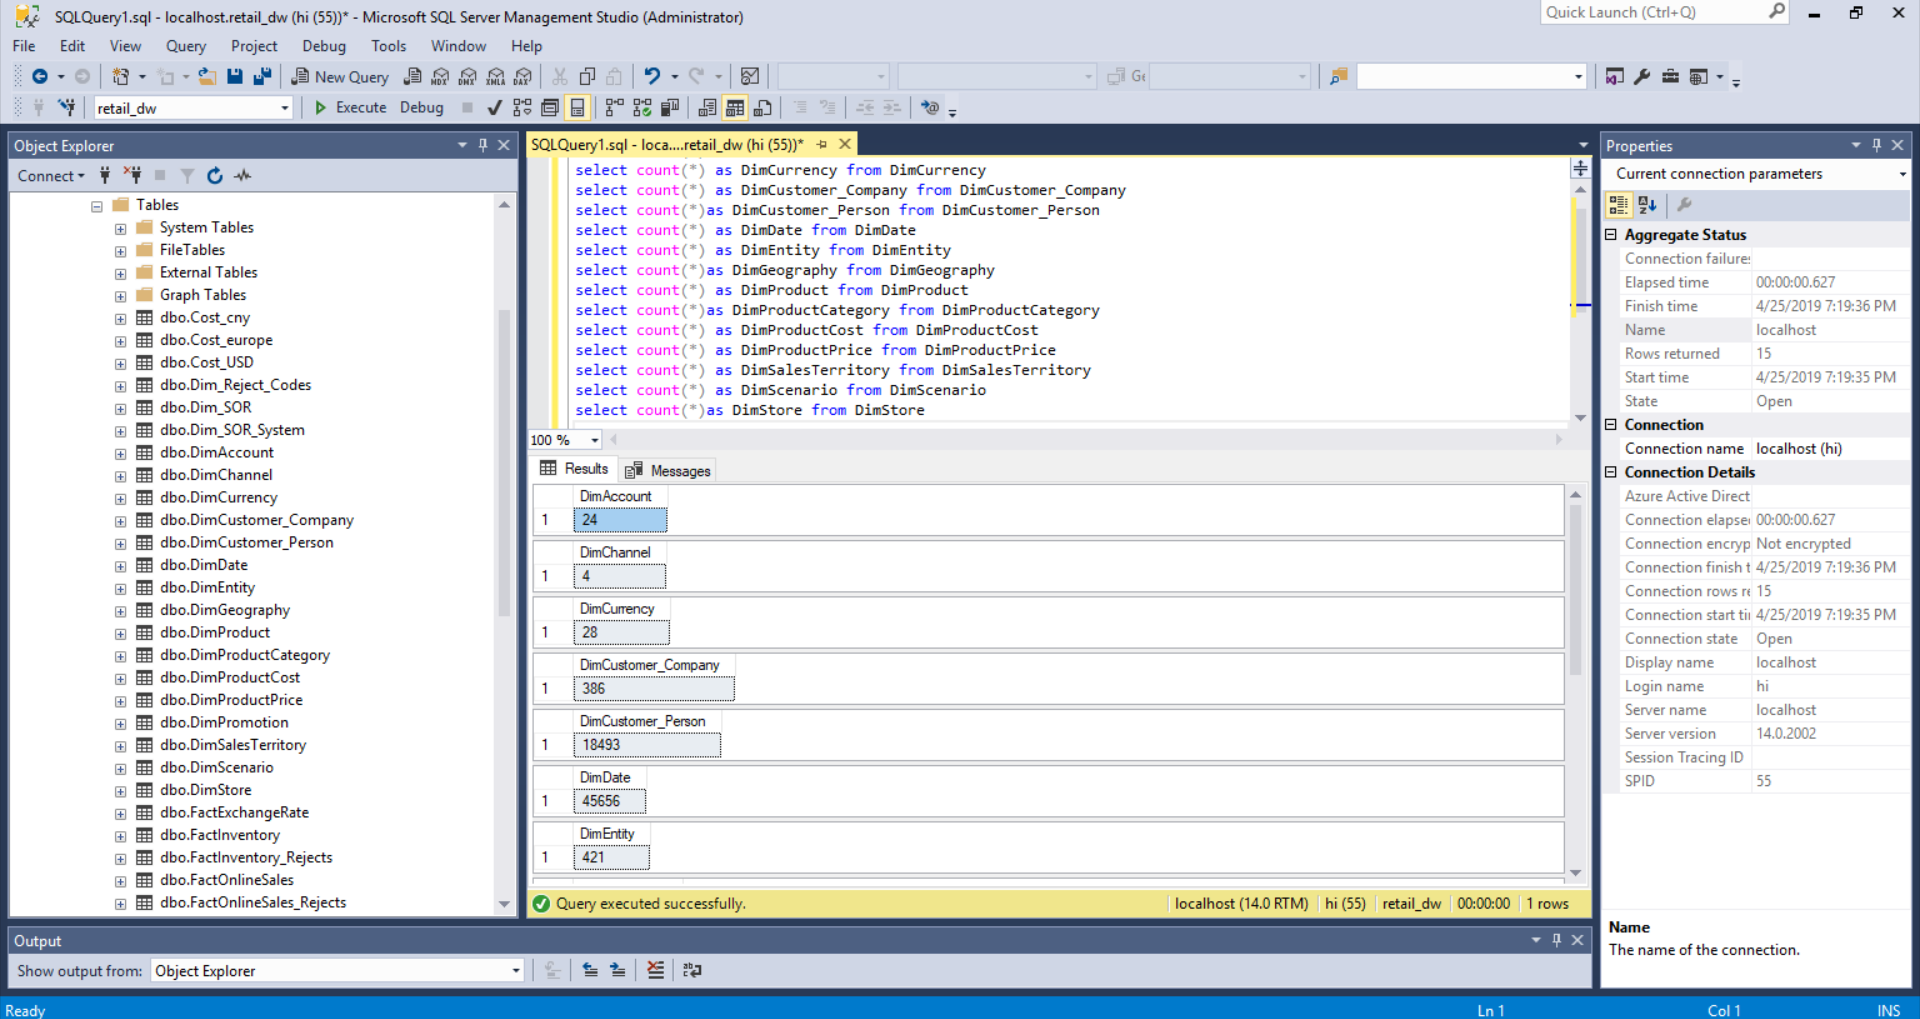 SQLQuery1.sql - localhost.retail_dw (hi (55))* - Microsoft SQL Server Management Studio (Administrator)
Quick Launch (Ctrl+Q)
File Edit View Query Project Debug Tools Window Help
New Query
MDX DMX XMLA DAX
retail_dw
Execute Debug
Object Explorer
Connect
Tables
System Tables
FileTables
External Tables
Graph Tables
dbo.Cost_cny
dbo.Cost_europe
dbo.Cost_USD
dbo.Dim_Reject_Codes
dbo.Dim_SOR
dbo.Dim_SOR_System
dbo.DimAccount
dbo.DimChannel
dbo.DimCurrency
dbo.DimCustomer_Company
dbo.DimCustomer_Person
dbo.DimDate
dbo.DimEntity
dbo.DimGeography
dbo.DimProduct
dbo.DimProductCategory
dbo.DimProductCost
dbo.DimProductPrice
dbo.DimPromotion
dbo.DimSalesTerritory
dbo.DimScenario
dbo.DimStore
dbo.FactExchangeRate
dbo.FactInventory
dbo.FactInventory_Rejects
dbo.FactOnlineSales
dbo.FactOnlineSales_Rejects
SQLQuery1.sql - loca....retail_dw (hi (55))*
select count(*) as DimCurrency from DimCurrency
select count(*) as DimCustomer_Company from DimCustomer_Company
select count(*)as DimCustomer_Person from DimCustomer_Person
select count(*) as DimDate from DimDate
select count(*) as DimEntity from DimEntity
select count(*)as DimGeography from DimGeography
select count(*) as DimProduct from DimProduct
select count(*)as DimProductCategory from DimProductCategory
select count(*) as DimProductCost from DimProductCost
select count(*) as DimProductPrice from DimProductPrice
select count(*) as DimSalesTerritory from DimSalesTerritory
select count(*) as DimScenario from DimScenario
select count(*)as DimStore from DimStore
100 %
Results Messages
DimAccount
1 24
DimChannel
1 4
DimCurrency
1 28
DimCustomer_Company
1 386
DimCustomer_Person
1 18493
DimDate
1 45656
DimEntity
1 421
Query executed successfully.
localhost (14.0 RTM) hi (55) retail_dw 00:00:00 1 rows
Properties
Current connection parameters
Aggregate Status
Connection failures
Elapsed time 00:00:00.627
Finish time 4/25/2019 7:19:36 PM
Name localhost
Rows returned 15
Start time 4/25/2019 7:19:35 PM
State Open
Connection
Connection name localhost (hi)
Connection Details
Azure Active Direct
Connection elapse 00:00:00.627
Connection encryp Not encrypted
Connection finish t 4/25/2019 7:19:36 PM
Connection rows re 15
Connection start ti 4/25/2019 7:19:35 PM
Connection state Open
Display name localhost
Login name hi
Server name localhost
Server version 14.0.2002
Session Tracing ID
SPID 55
Name
The name of the connection.
Output
Show output from: Object Explorer
Ready
Ln 1 Col 1 INS